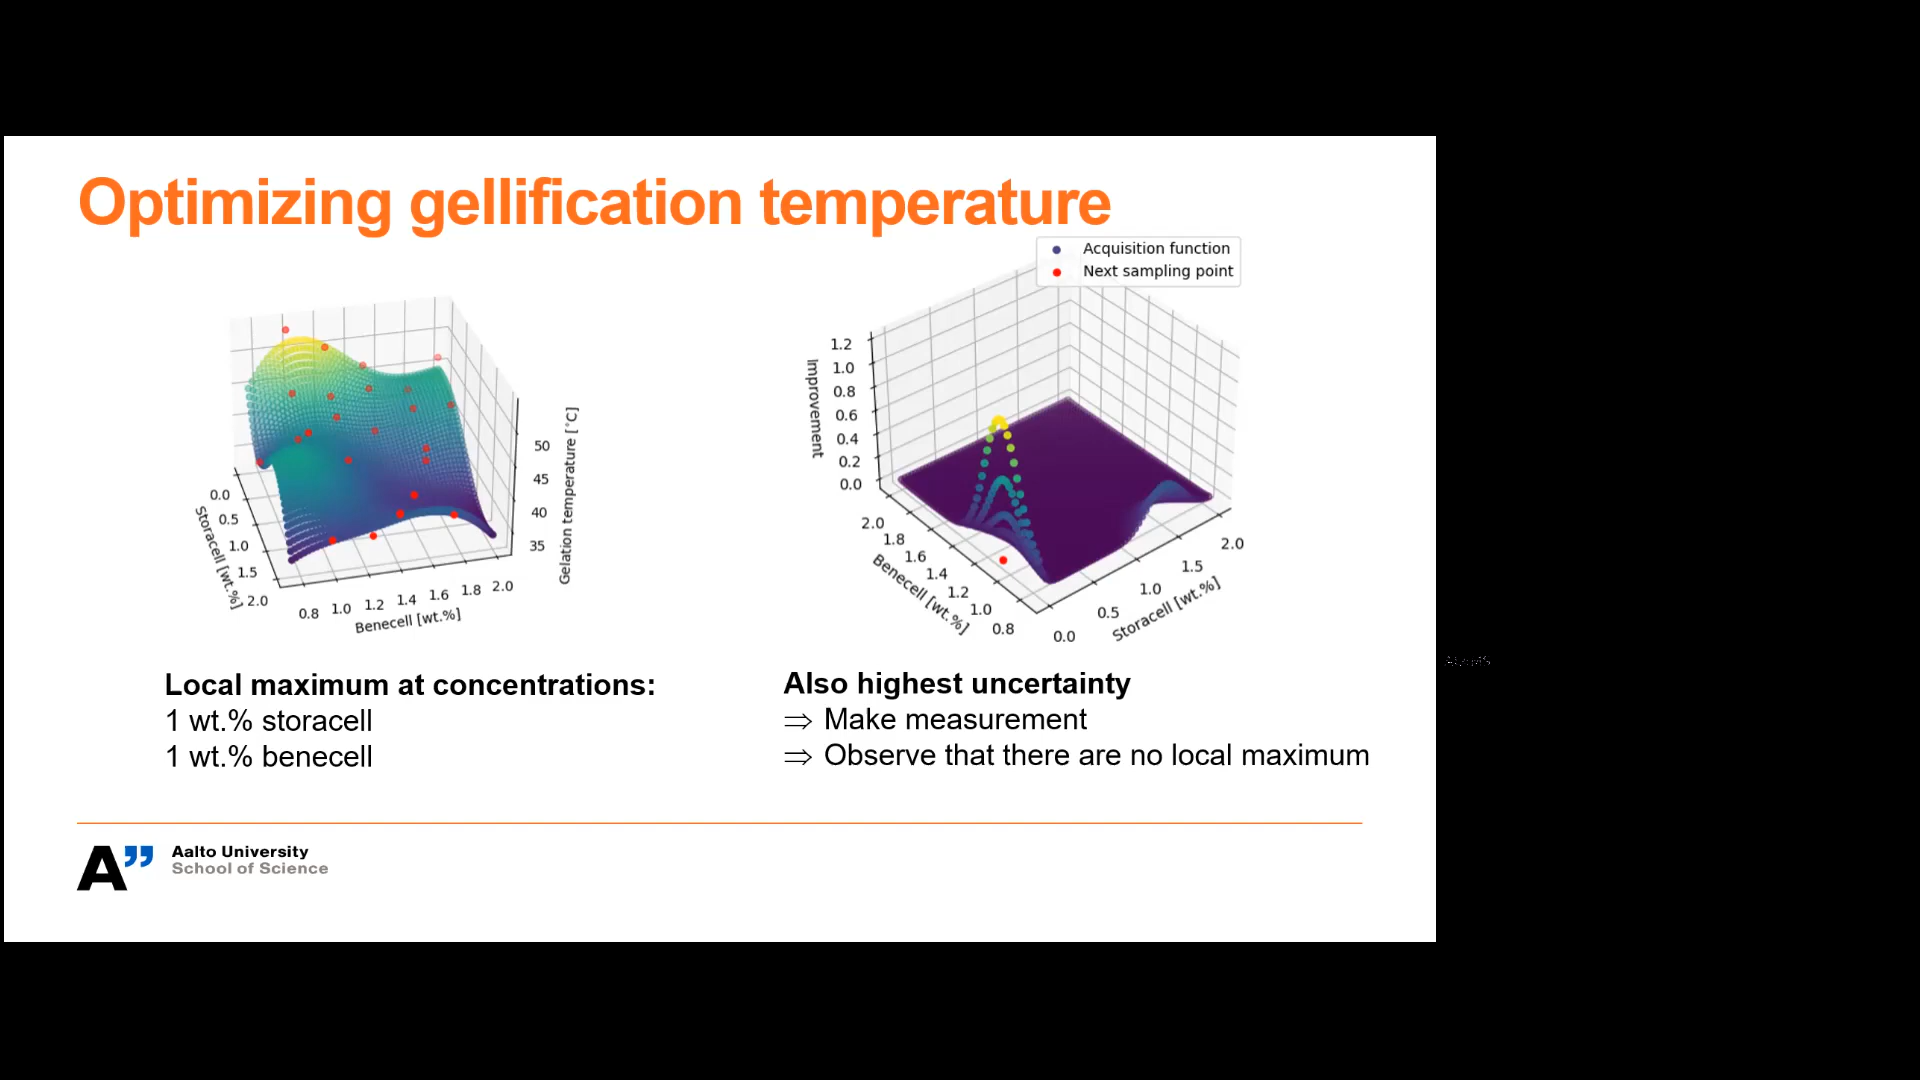 Optimizing gellification temperature
Acquisition function
Next sampling point
50
45
40
35
Gelation temperature [°C]
0.0
0.5
1.0
1.5
2.0
Storacell [wt.%]
0.8 1.0 1.2 1.4 1.6 1.8 2.0
Benecell [wt.%]
1.2
1.0
0.8
0.6
0.4
0.2
0.0
Improvement
2.0
1.8
1.6
1.4
1.2
1.0
0.8
Benecell [wt.%]
0.0
0.5
1.0
1.5
2.0
Storacell [wt.%]
Local maximum at concentrations:
1 wt.% storacell
1 wt.% benecell
Also highest uncertainty
⇒ Make measurement
⇒ Observe that there are no local maximum
A”
Aalto University
School of Science